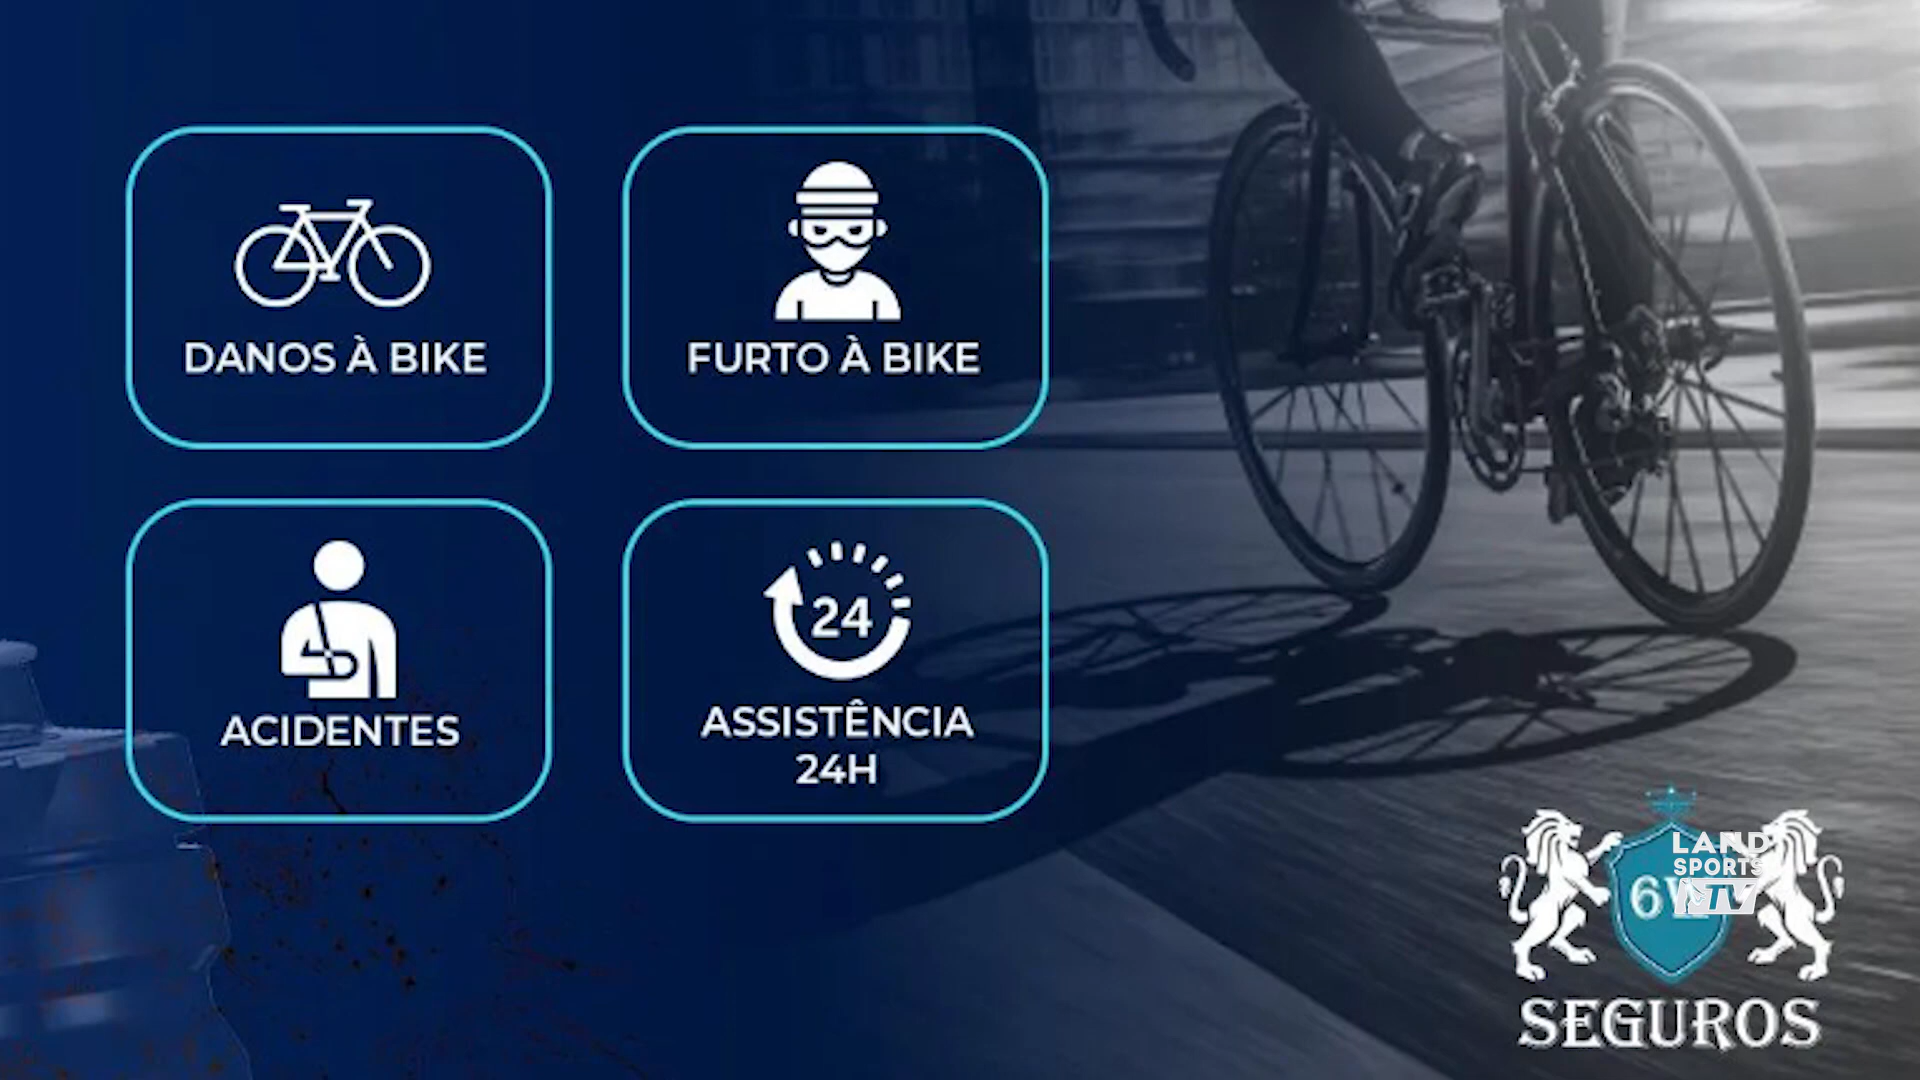 DANOS À BIKE
FURTO À BIKE
ACIDENTES
24
ASSISTÊNCIA
24H
LAND
SPORTS
TV
SEGUROS